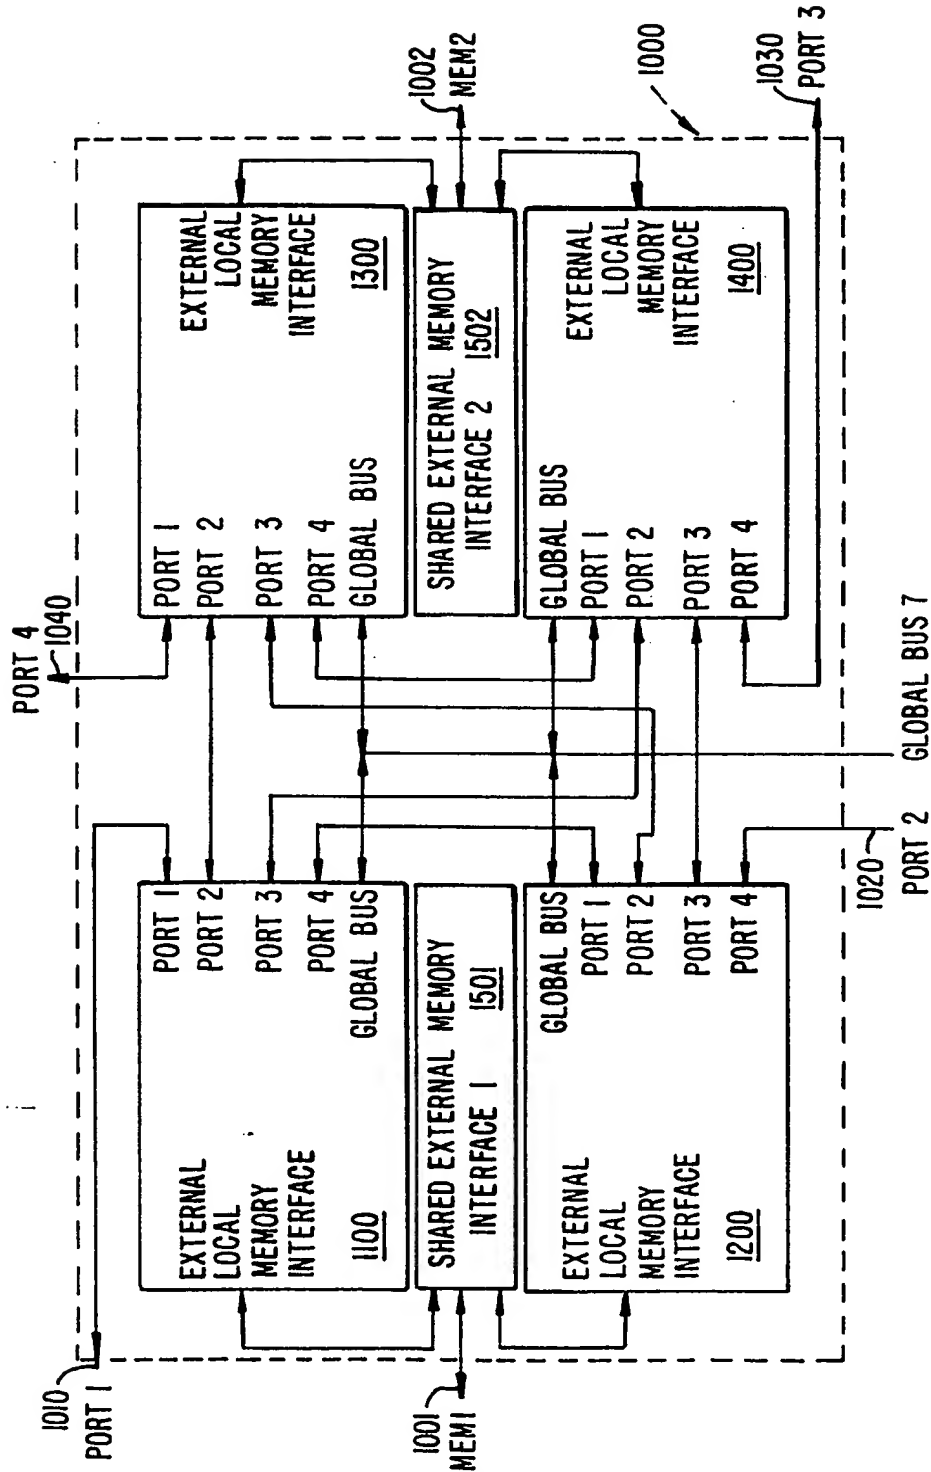 PORT 4
1040
1010
PORT 1
1001
MEM1
1002
MEM2
1000
1030
PORT 3
1020
PORT 2
GLOBAL BUS 7
EXTERNAL
LOCAL
MEMORY
INTERFACE
1100
PORT 1
PORT 2
PORT 3
PORT 4
GLOBAL BUS
PORT 1
PORT 2
PORT 3
PORT 4
GLOBAL BUS
EXTERNAL
LOCAL
MEMORY
INTERFACE
1300
SHARED EXTERNAL MEMORY
INTERFACE 1
1501
SHARED EXTERNAL MEMORY
INTERFACE 2
1502
EXTERNAL
LOCAL
MEMORY
INTERFACE
1200
GLOBAL BUS
PORT 1
PORT 2
PORT 3
PORT 4
GLOBAL BUS
PORT 1
PORT 2
PORT 3
PORT 4
EXTERNAL
LOCAL
MEMORY
INTERFACE
1400